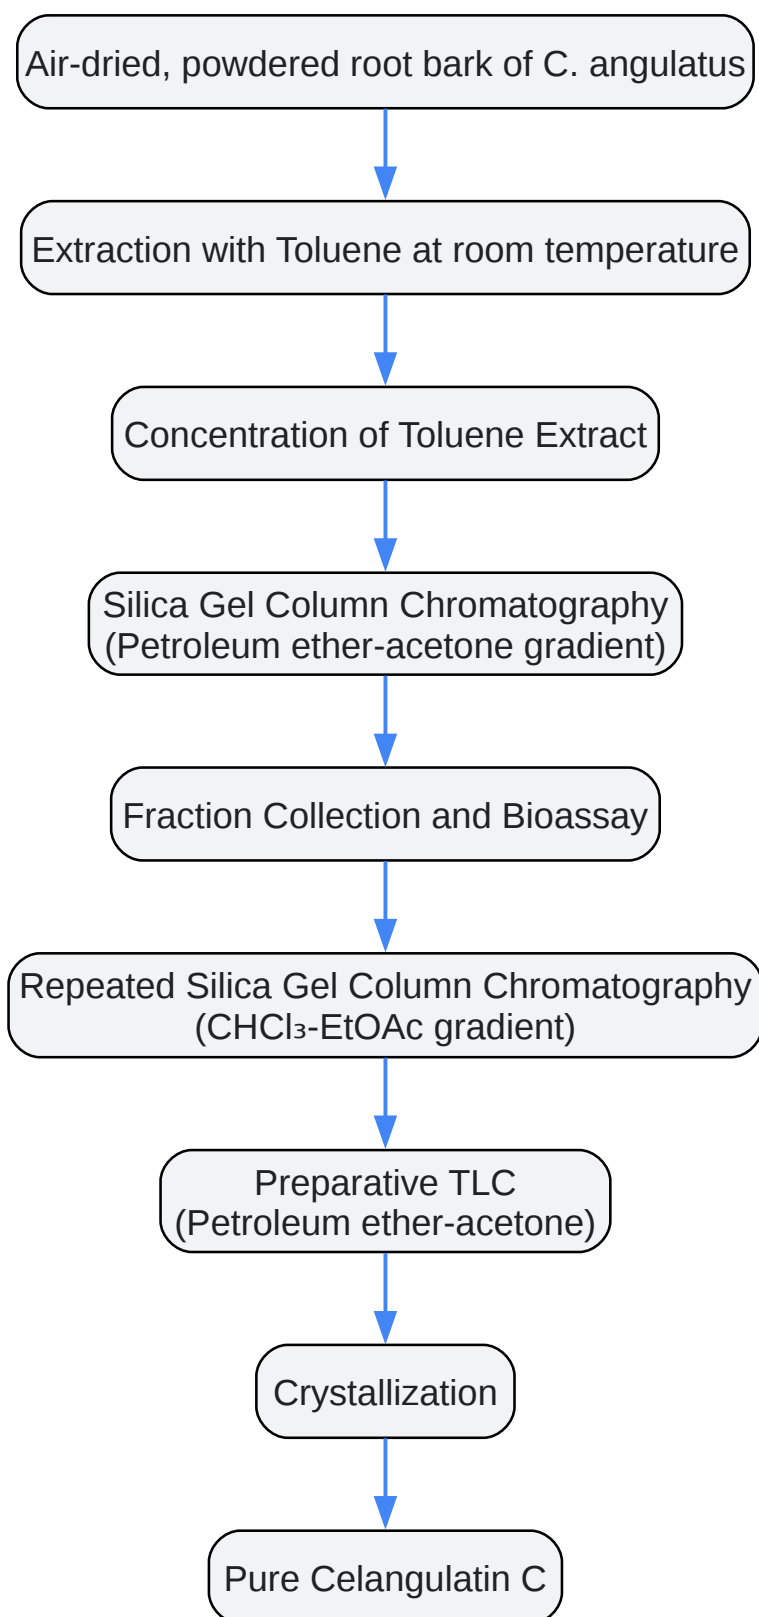 Air-dried, powdered root bark of C. angulatus
Extraction with Toluene at room temperature
Concentration of Toluene Extract
Silica Gel Column Chromatography
(Petroleum ether-acetone gradient)
Fraction Collection and Bioassay
Repeated Silica Gel Column Chromatography
(CHCl₃-EtOAc gradient)
Preparative TLC
(Petroleum ether-acetone)
Crystallization
Pure Celangulatin C